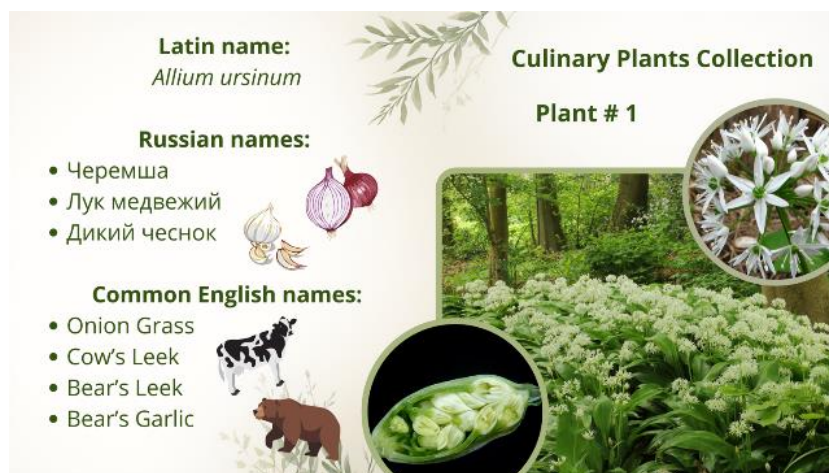 Latin name:
Allium ursinum
Russian names:
• Черемша
• Лук медвежий
• Дикий чеснок
Common English names:
• Onion Grass
• Cow’s Leek
• Bear’s Leek
• Bear’s Garlic
Culinary Plants Collection
Plant # 1